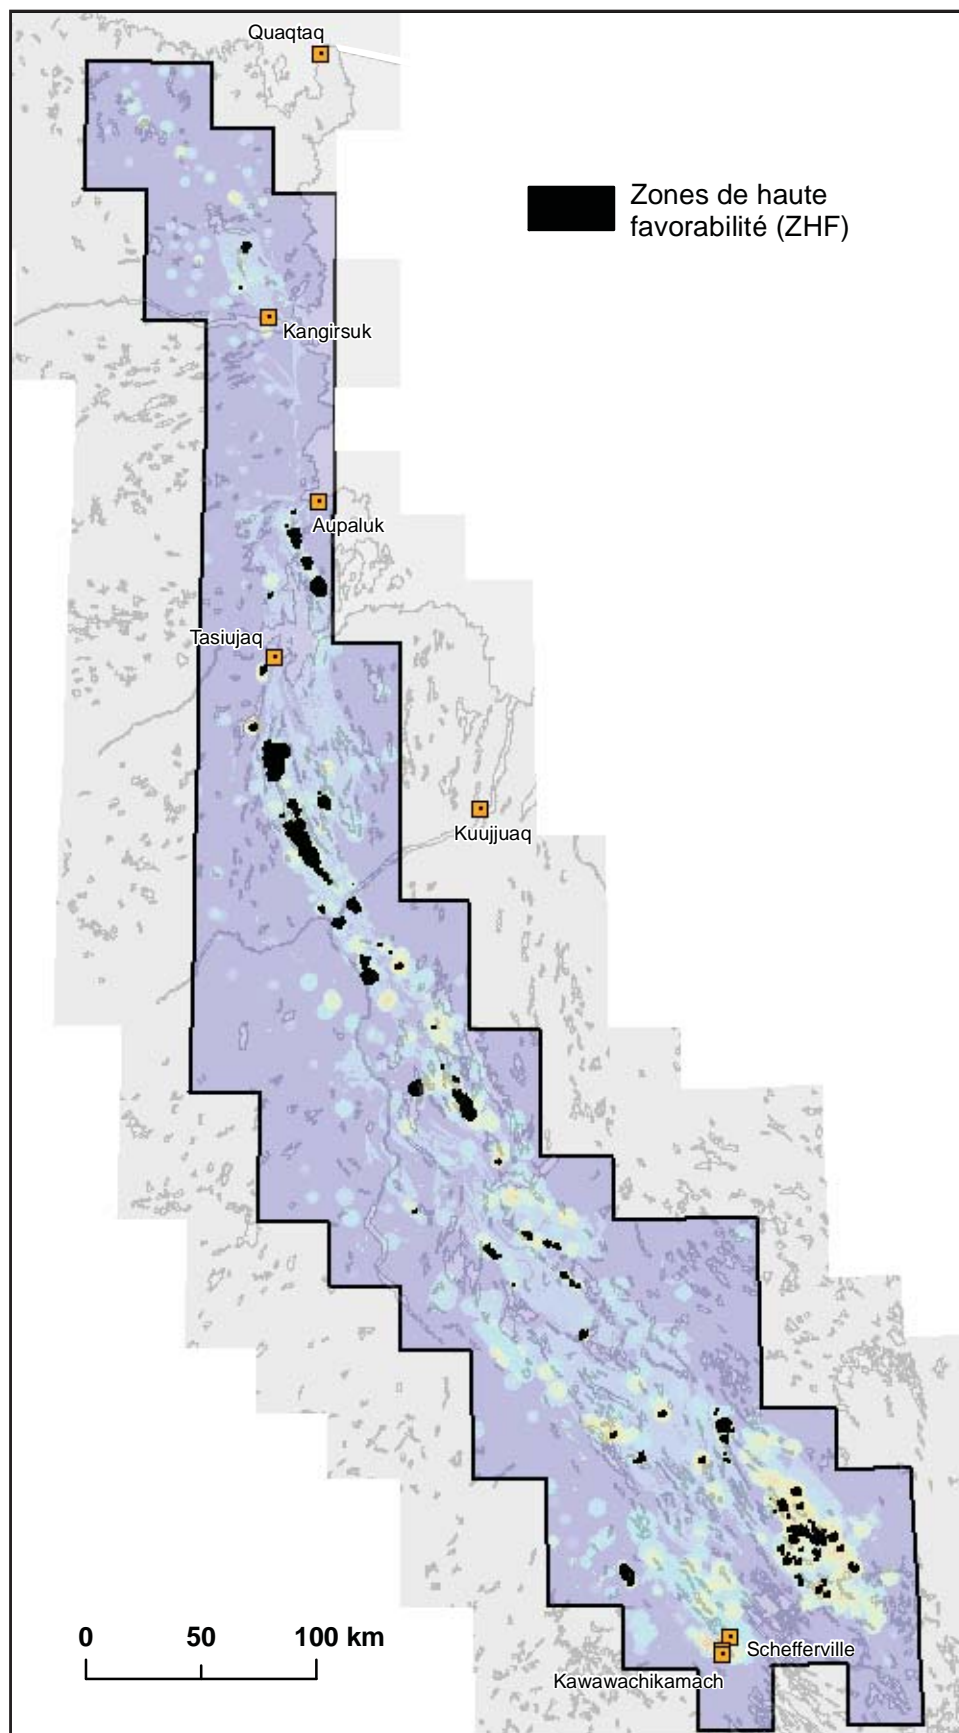 Quaqtaq
Zones de haute
favorabilité (ZHF)
Kangirsuk
Aupaluk
Tasiujaq
Kuujjuaq
0 50 100 km
Schefferville
Kawawachikamach